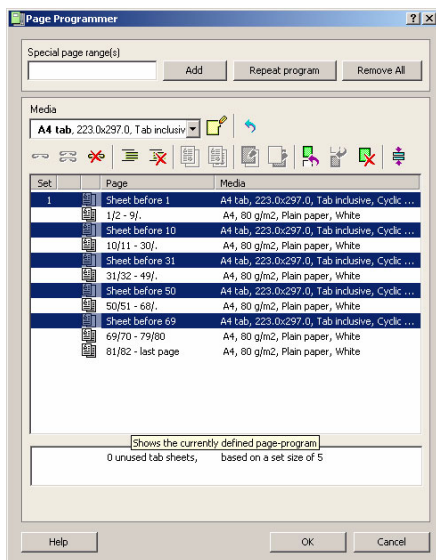 Page Programmer
Special page range(s)
Add Repeat program Remove All
Media
A4 tab, 223.0x297.0, Tab inclusiv
Set Page Media
1 Sheet before 1 A4 tab, 223.0x297.0, Tab inclusive, Cyclic ...
1/2 - 9/. A4, 80 g/m2, Plain paper, White
Sheet before 10 A4 tab, 223.0x297.0, Tab inclusive, Cyclic ...
10/11 - 30/. A4, 80 g/m2, Plain paper, White
Sheet before 31 A4 tab, 223.0x297.0, Tab inclusive, Cyclic ...
31/32 - 49/. A4, 80 g/m2, Plain paper, White
Sheet before 50 A4 tab, 223.0x297.0, Tab inclusive, Cyclic ...
50/51 - 68/. A4, 80 g/m2, Plain paper, White
Sheet before 69 A4 tab, 223.0x297.0, Tab inclusive, Cyclic ...
69/70 - 79/80 A4, 80 g/m2, Plain paper, White
81/82 - last page A4, 80 g/m2, Plain paper, White
Shows the currently defined page-program
0 unused tab sheets, based on a set size of 5
Help OK Cancel